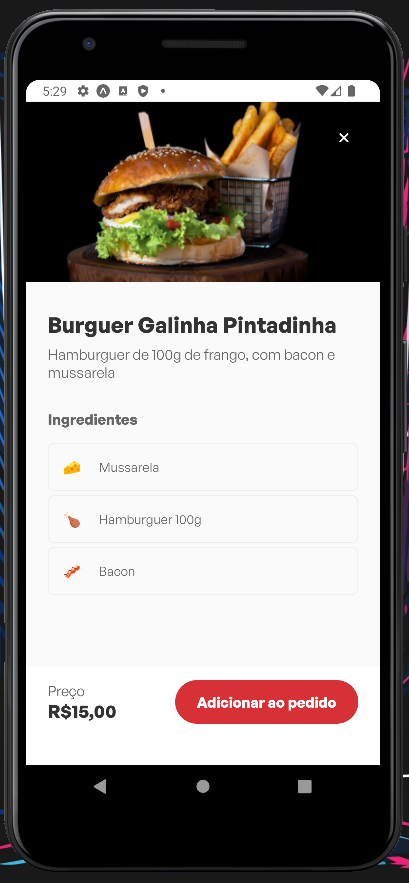 5:29
Burguer Galinha Pintadinha
Hamburguer de 100g de frango, com bacon e
mussarela
Ingredientes
Mussarela
Hamburguer 100g
Bacon
Preço
R$15,00
Adicionar ao pedido